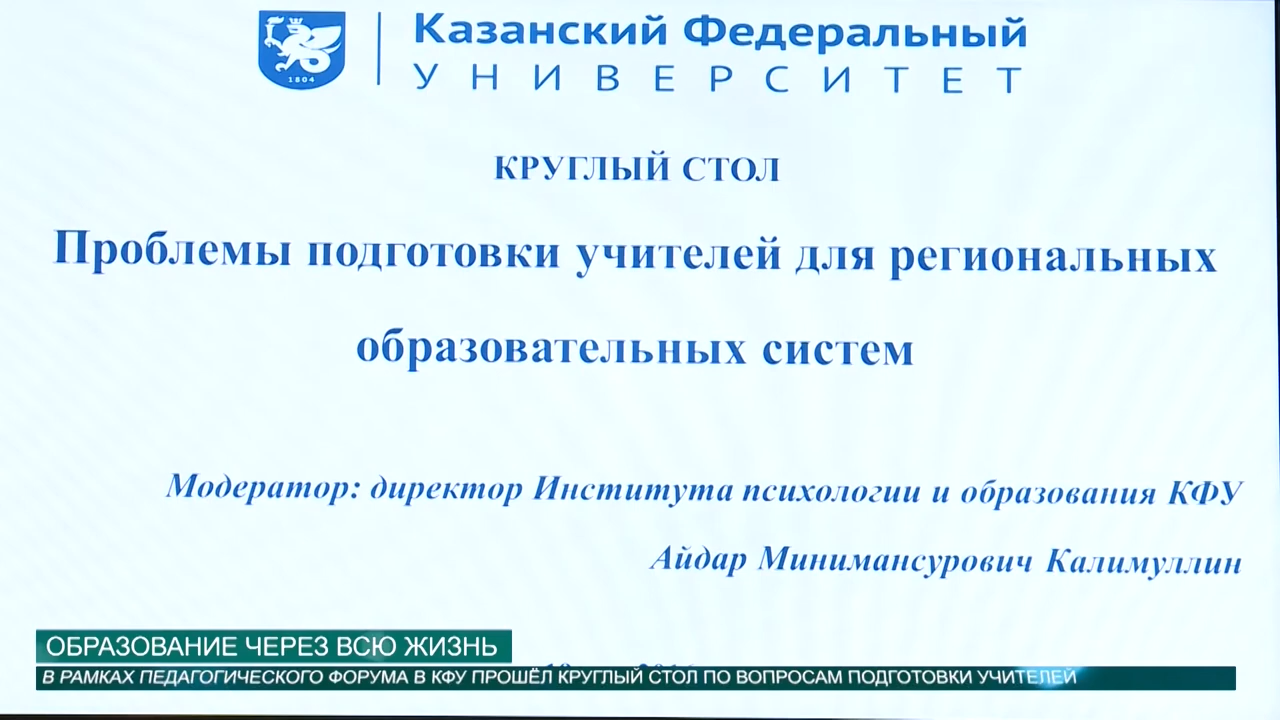 Казанский Федеральный
УНИВЕРСИТЕТ
1804
КРУГЛЫЙ СТОЛ
Проблемы подготовки учителей для региональных
образовательных систем
Модератор: директор Института психологии и образования КФУ
Айдар Минимансурович Калимуллин
ОБРАЗОВАНИЕ ЧЕРЕЗ ВСЮ ЖИЗНЬ
В РАМКАХ ПЕДАГОГИЧЕСКОГО ФОРУМА В КФУ ПРОШЁЛ КРУГЛЫЙ СТОЛ ПО ВОПРОСАМ ПОДГОТОВКИ УЧИТЕЛЕЙ